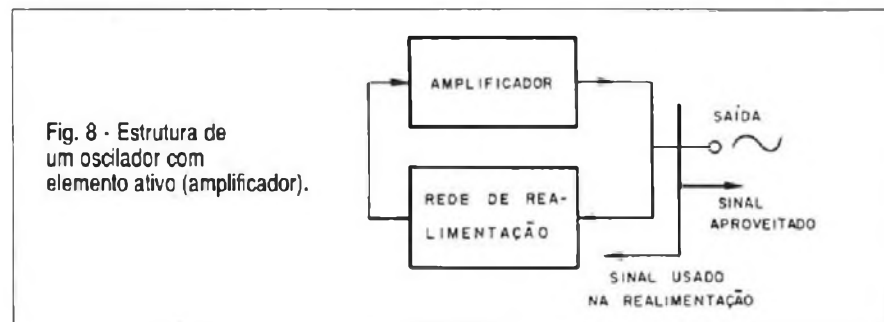 Fig. 8 - Estrutura de
um oscilador com
elemento ativo (amplificador).
AMPLIFICADOR
REDE DE REA-
LIMENTAÇÃO
SAÍDA
SINAL
APROVEITADO
SINAL USADO
NA REALIMENTAÇÃO